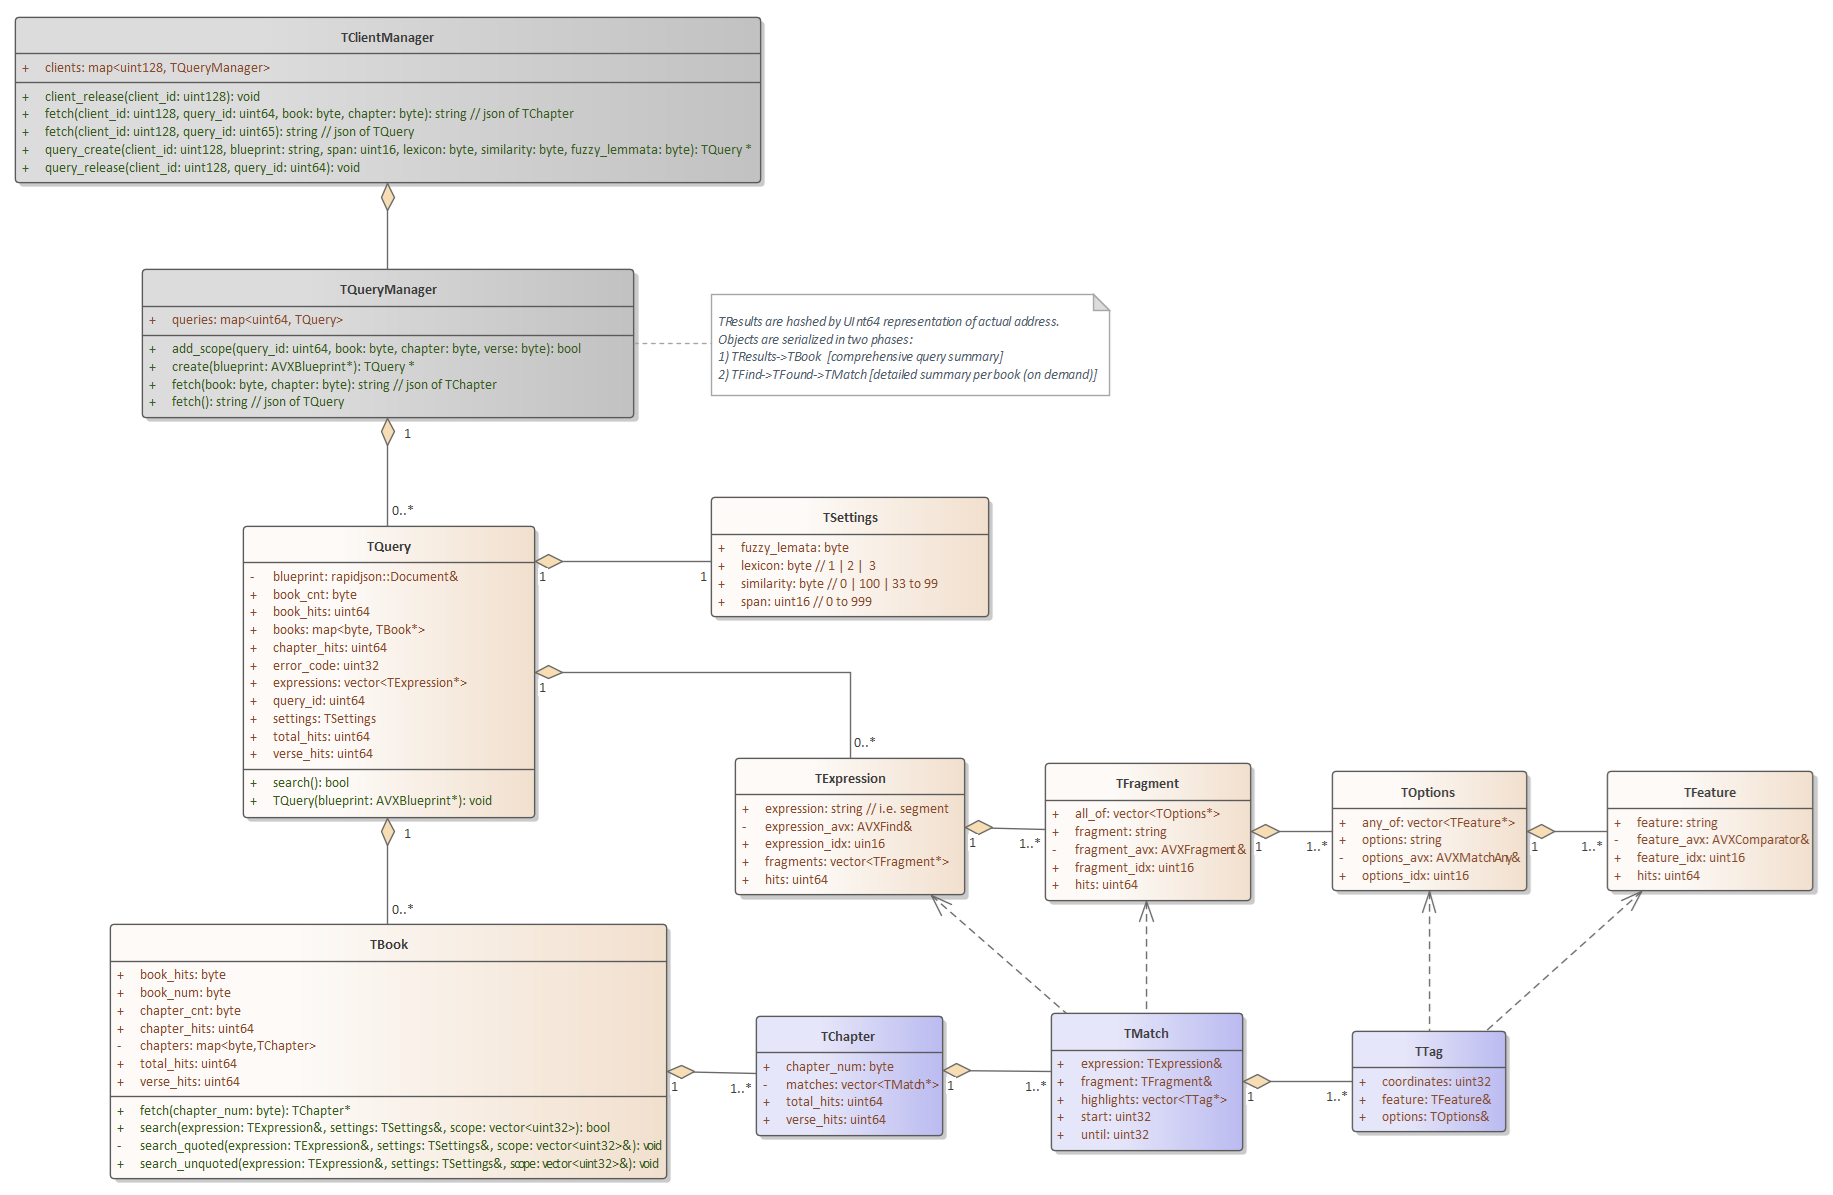 TClientManager
+ clients: map<uint128, TQueryManager>
+ client_release(client_id: uint128): void
+ fetch(client_id: uint128, query_id: uint64, book: byte, chapter: byte): string // json of TChapter
+ fetch(client_id: uint128, query_id: uint65): string // json of TQuery
+ query_create(client_id: uint128, blueprint: string, span: uint16, lexicon: byte, similarity: byte, fuzzy_lemmata: byte): TQuery *
+ query_release(client_id: uint128, query_id: uint64): void
TQueryManager
+ queries: map<uint64, TQuery>
+ add_scope(query_id: uint64, book: byte, chapter: byte, verse: byte): bool
+ create(blueprint: AVXBlueprint*): TQuery *
+ fetch(book: byte, chapter: byte): string // json of TChapter
+ fetch(): string // json of TQuery
TResults are hashed by UInt64 representation of actual address.
Objects are serialized in two phases:
1) TResults->TBook [comprehensive query summary]
2) TFind->TFound->TMatch [detailed summary per book (on demand)]
1
0..*
TQuery
- blueprint: rapidjson::Document&
+ book_cnt: byte
+ book_hits: uint64
+ books: map<byte, TBook*>
+ chapter_hits: uint64
+ error_code: uint32
+ expressions: vector<TExpression*>
+ query_id: uint64
+ settings: TSettings
+ total_hits: uint64
+ verse_hits: uint64
+ search(): bool
+ TQuery(blueprint: AVXBlueprint*): void
1
1
TSettings
+ fuzzy_lemata: byte
+ lexicon: byte // 1 | 2 | 3
+ similarity: byte // 0 | 100 | 33 to 99
+ span: uint16 // 0 to 999
1
0..*
TExpression
+ expression: string // i.e. segment
- expression_avx: AVXFind&
+ expression_idx: uin16
+ fragments: vector<TFragment*>
+ hits: uint64
1
1..*
TFragment
+ all_of: vector<TOptions*>
+ fragment: string
- fragment_avx: AVXFragment&
+ fragment_idx: uint16
+ hits: uint64
1
1..*
TOptions
+ any_of: vector<TFeature*>
+ options: string
- options_avx: AVXMatchAny&
+ options_idx: uint16
1
1..*
TFeature
+ feature: string
- feature_avx: AVXComparator&
+ feature_idx: uint16
+ hits: uint64
1
0..*
TBook
+ book_hits: byte
+ book_num: byte
+ chapter_cnt: byte
+ chapter_hits: uint64
- chapters: map<byte,TChapter>
+ total_hits: uint64
+ verse_hits: uint64
+ fetch(chapter_num: byte): TChapter*
+ search(expression: TExpression&, settings: TSettings&, scope: vector<uint32>): bool
- search_quoted(expression: TExpression&, settings: TSettings&, scope: vector<uint32>&): void
+ search_unquoted(expression: TExpression&, settings: TSettings&, scope: vector<uint32>&): void
1
1..*
TChapter
+ chapter_num: byte
- matches: vector<TMatch*>
+ total_hits: uint64
+ verse_hits: uint64
1
1..*
TMatch
+ expression: TExpression&
+ fragment: TFragment&
+ highlights: vector<TTag*>
+ start: uint32
+ until: uint32
1
1..*
TTag
+ coordinates: uint32
+ feature: TFeature&
+ options: TOptions&